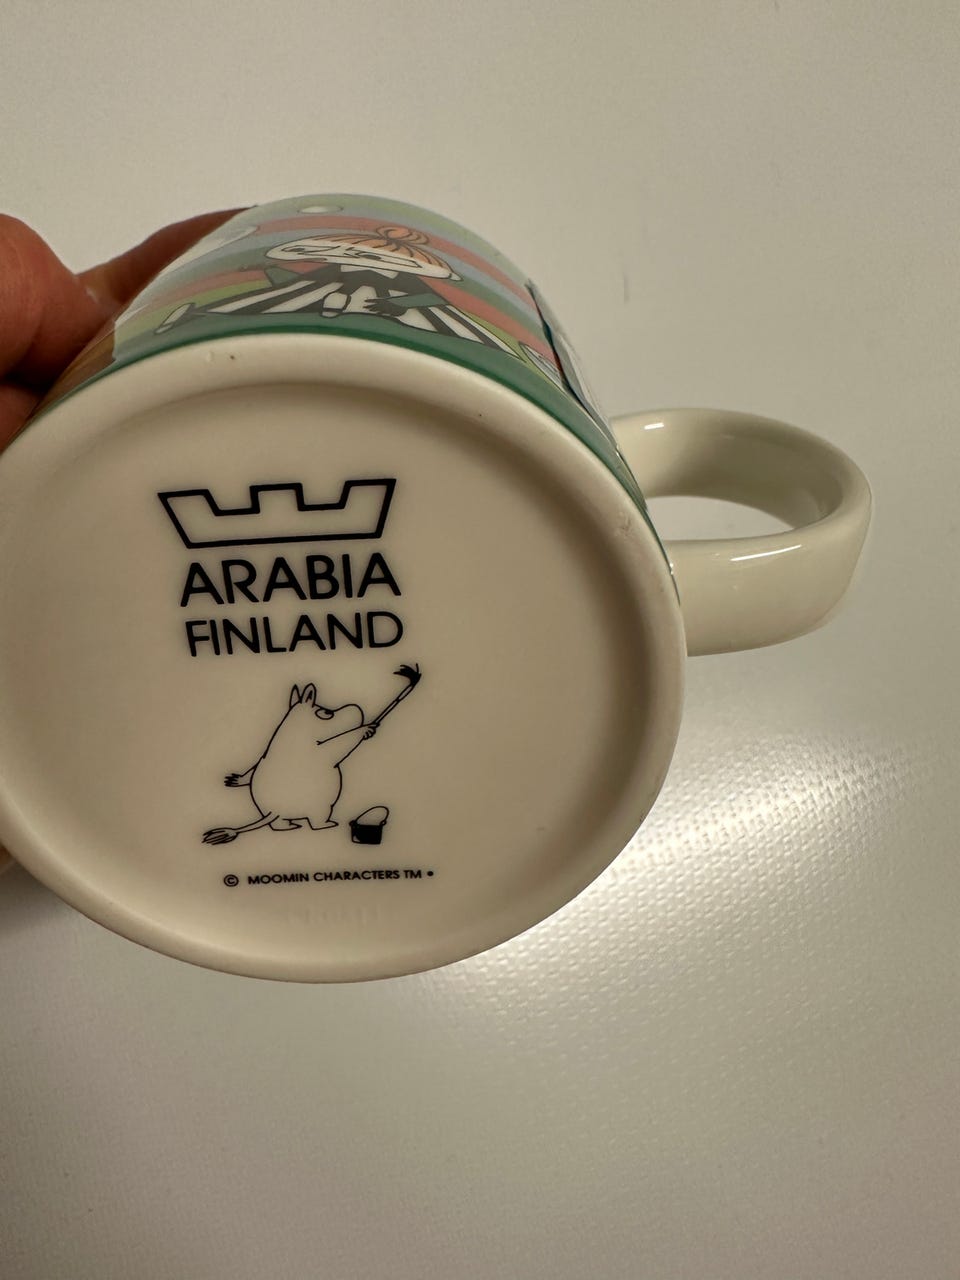 ARABIA
FINLAND
© MOOMIN CHARACTERS TM •